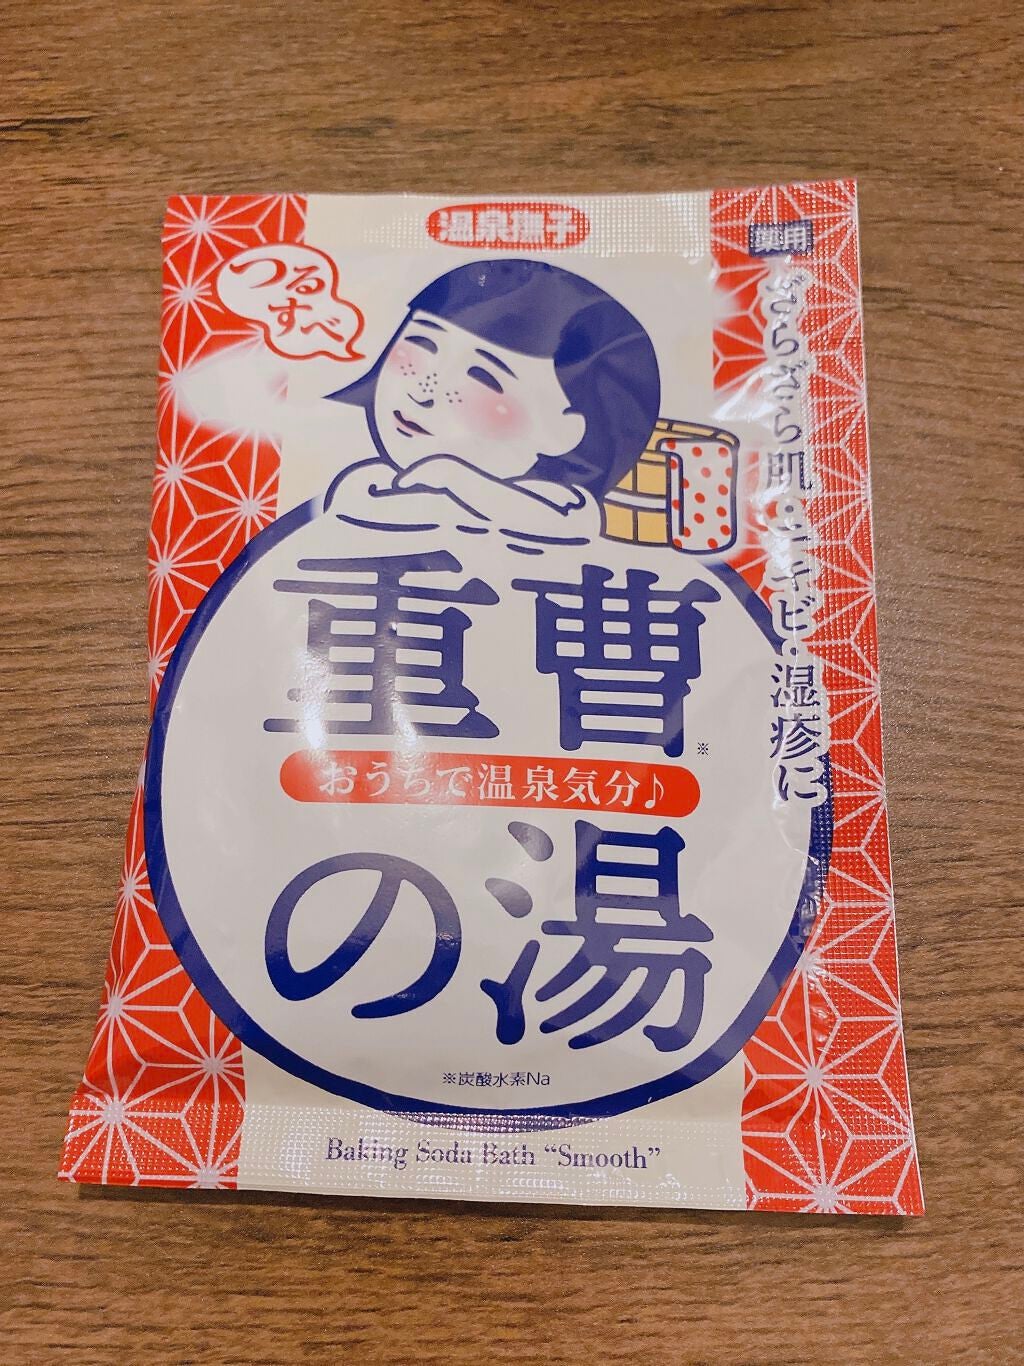 温泉撫子
薬用
つる
すべ
ざらざら肌・ニキビ・湿疹に
重曹※
おうちで温泉気分♪
の湯
※炭酸水素Na
Baking Soda Bath “Smooth”